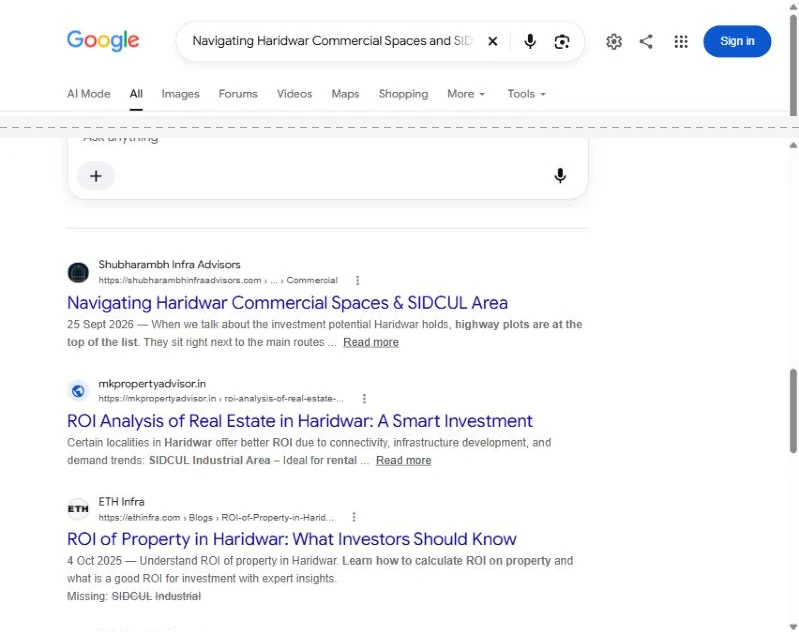 Google
Navigating Haridwar Commercial Spaces and SID
Sign in
AI Mode All Images Forums Videos Maps Shopping More Tools
Ask anything
Shubharambh Infra Advisors
https://shubharambhinfraadvisors.com › ... › Commercial
Navigating Haridwar Commercial Spaces & SIDCUL Area
25 Sept 2026 — When we talk about the investment potential Haridwar holds, highway plots are at the
top of the list. They sit right next to the main routes ... Read more
mkpropertyadvisor.in
https://mkpropertyadvisor.in › roi-analysis-of-real-estate-...
ROI Analysis of Real Estate in Haridwar: A Smart Investment
Certain localities in Haridwar offer better ROI due to connectivity, infrastructure development, and
demand trends: SIDCUL Industrial Area – Ideal for rental ... Read more
ETH
ETH Infra
https://ethinfra.com › Blogs › ROI-of-Property-in-Harid...
ROI of Property in Haridwar: What Investors Should Know
4 Oct 2025 — Understand ROI of property in Haridwar. Learn how to calculate ROI on property and
what is a good ROI for investment with expert insights.
Missing: SIDCUL industrial